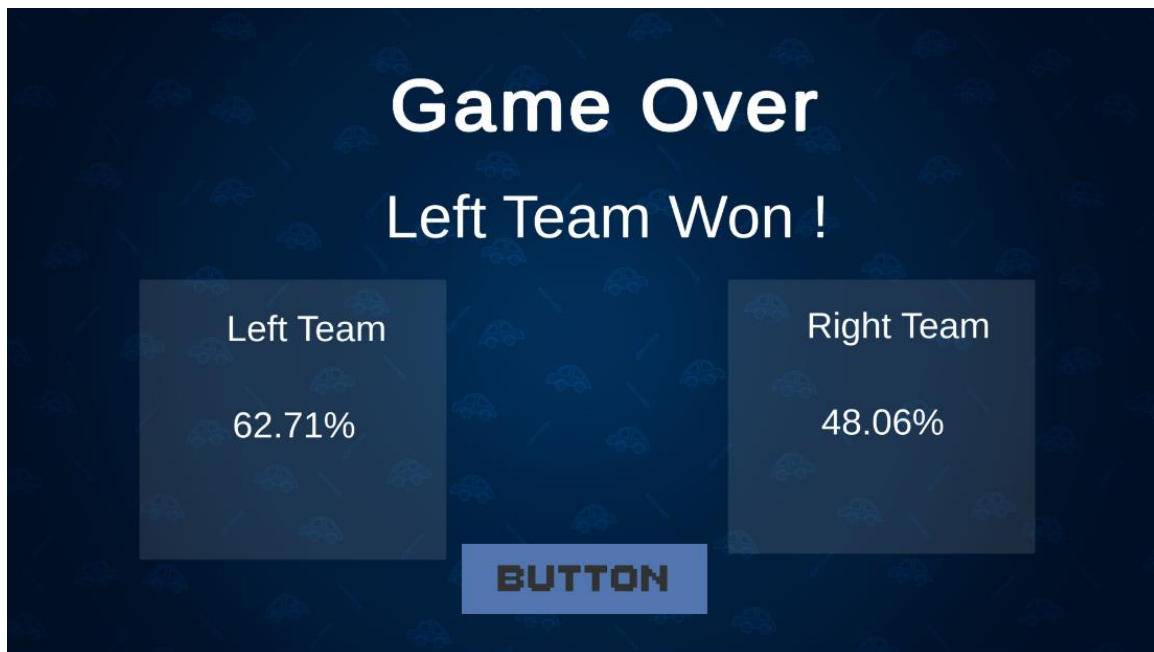 Game Over
Left Team Won !
Left Team
62.71%
Right Team
48.06%
BUTTON